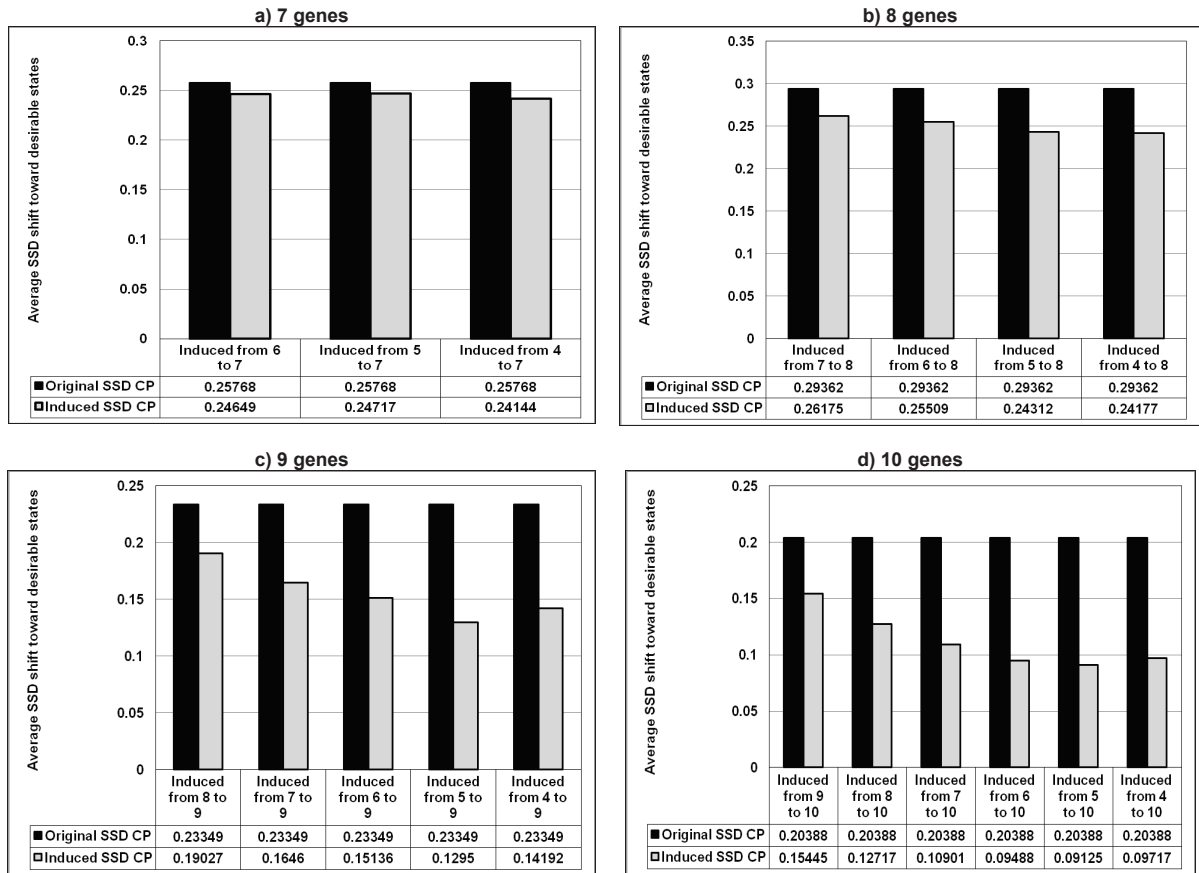 a) 7 genes
Average SSD shift toward desirable states
0.3
0.25
0.2
0.15
0.1
0.05
0
Induced from 6 to 7
Induced from 5 to 7
Induced from 4 to 7
Original SSD CP 0.25768 0.25768 0.25768
Induced SSD CP 0.24649 0.24717 0.24144
b) 8 genes
Average SSD shift toward desirable states
0.35
0.3
0.25
0.2
0.15
0.1
0.05
0
Induced from 7 to 8
Induced from 6 to 8
Induced from 5 to 8
Induced from 4 to 8
Original SSD CP 0.29362 0.29362 0.29362 0.29362
Induced SSD CP 0.26175 0.25509 0.24312 0.24177
c) 9 genes
Average SSD shift toward desirable states
0.25
0.2
0.15
0.1
0.05
0
Induced from 8 to 9
Induced from 7 to 9
Induced from 6 to 9
Induced from 5 to 9
Induced from 4 to 9
Original SSD CP 0.23349 0.23349 0.23349 0.23349 0.23349
Induced SSD CP 0.19027 0.1646 0.15136 0.1295 0.14192
d) 10 genes
Average SSD shift toward desirable states
0.25
0.2
0.15
0.1
0.05
0
Induced from 9 to 10
Induced from 8 to 10
Induced from 7 to 10
Induced from 6 to 10
Induced from 5 to 10
Induced from 4 to 10
Original SSD CP 0.20388 0.20388 0.20388 0.20388 0.20388 0.20388
Induced SSD CP 0.15445 0.12717 0.10901 0.09488 0.09125 0.09717